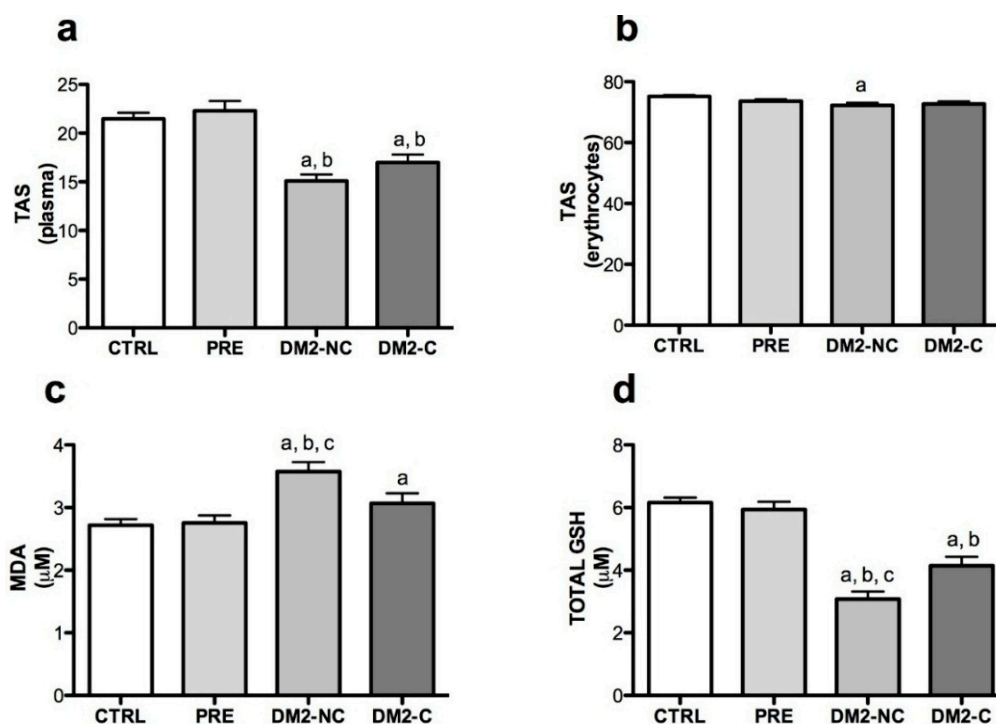 a
25
20
15
10
5
0
TAS
(plasma)
a, b
a, b
CTRL
PRE
DM2-NC
DM2-C
b
80
60
40
20
0
TAS
(erythrocytes)
a
CTRL
PRE
DM2-NC
DM2-C
c
4
3
2
1
0
MDA
(μM)
a, b, c
a
CTRL
PRE
DM2-NC
DM2-C
d
8
6
4
2
0
TOTAL GSH
(μM)
a, b, c
a, b
CTRL
PRE
DM2-NC
DM2-C